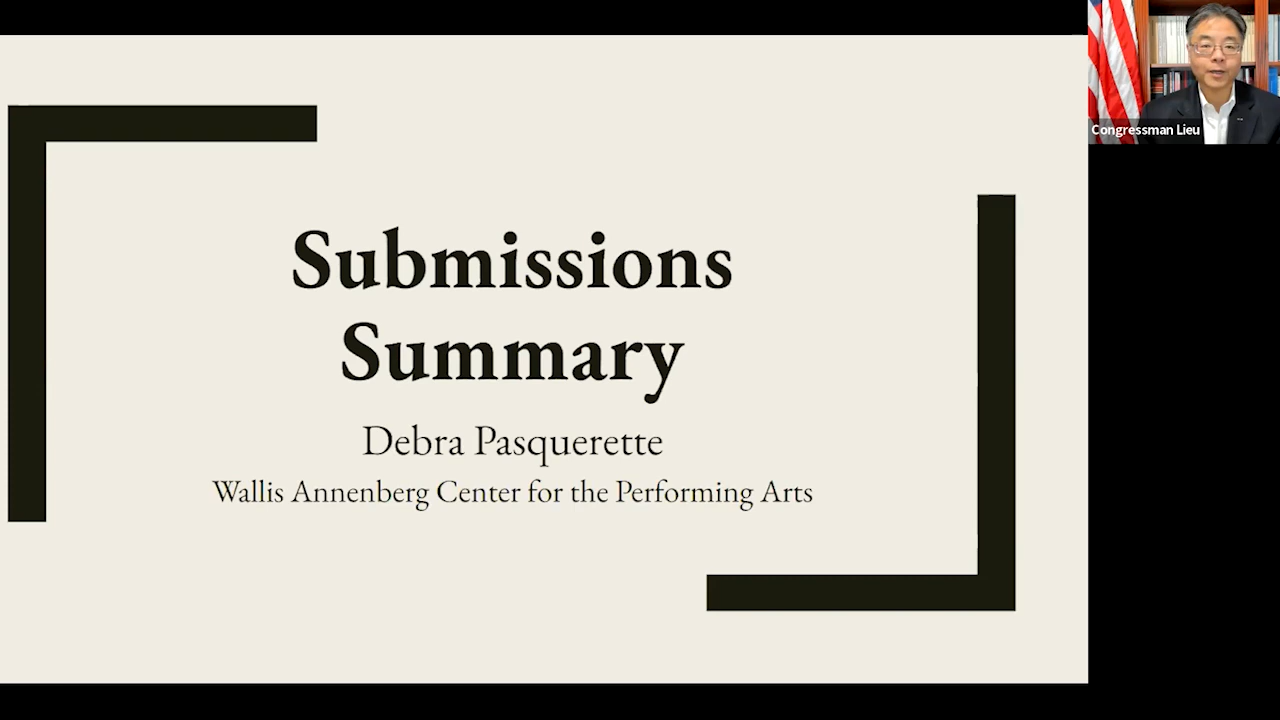 Submissions
Summary
Debra Pasquerette
Wallis Annenberg Center for the Performing Arts
Congressman Lieu